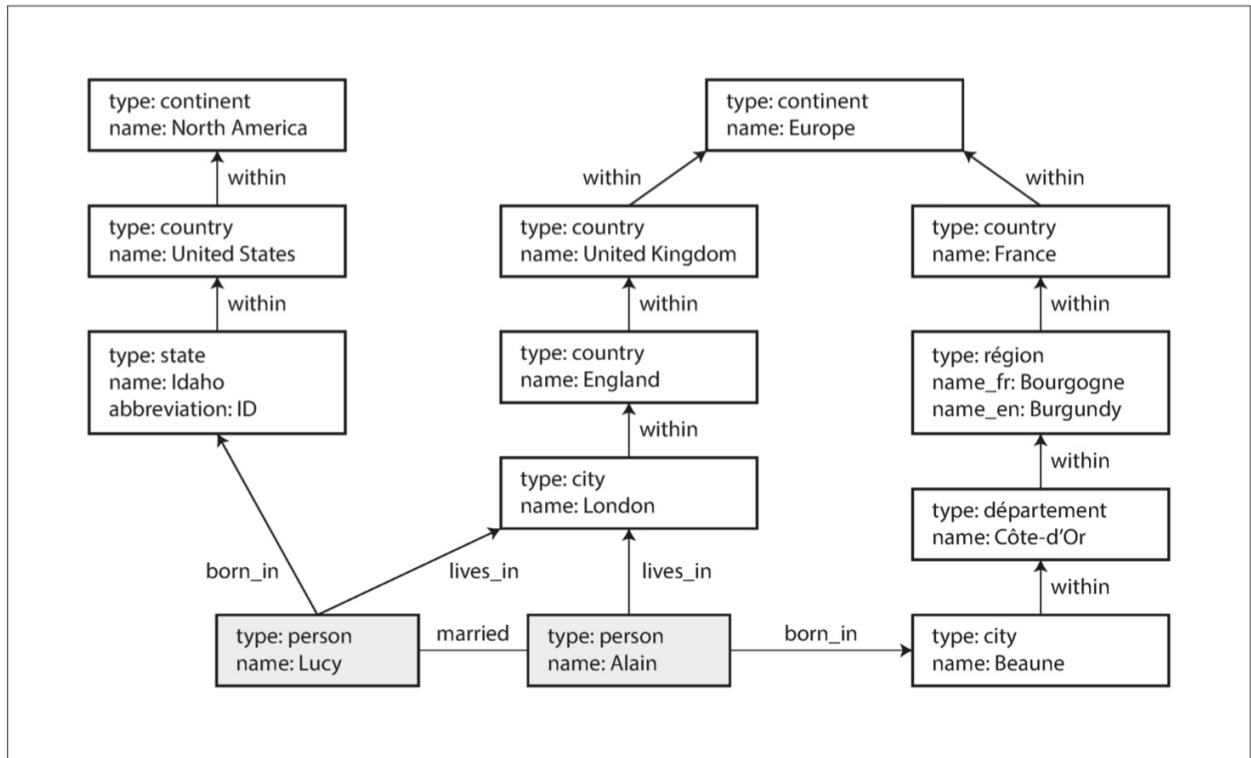 type: continent
name: North America
type: continent
name: Europe
within
within
within
type: country
name: United States
type: country
name: United Kingdom
type: country
name: France
within
within
within
type: state
name: Idaho
abbreviation: ID
type: country
name: England
type: région
name_fr: Bourgogne
name_en: Burgundy
within
within
type: city
name: London
type: département
name: Côte-d’Or
born_in
lives_in
lives_in
within
type: person
name: Lucy
married
type: person
name: Alain
born_in
type: city
name: Beaune